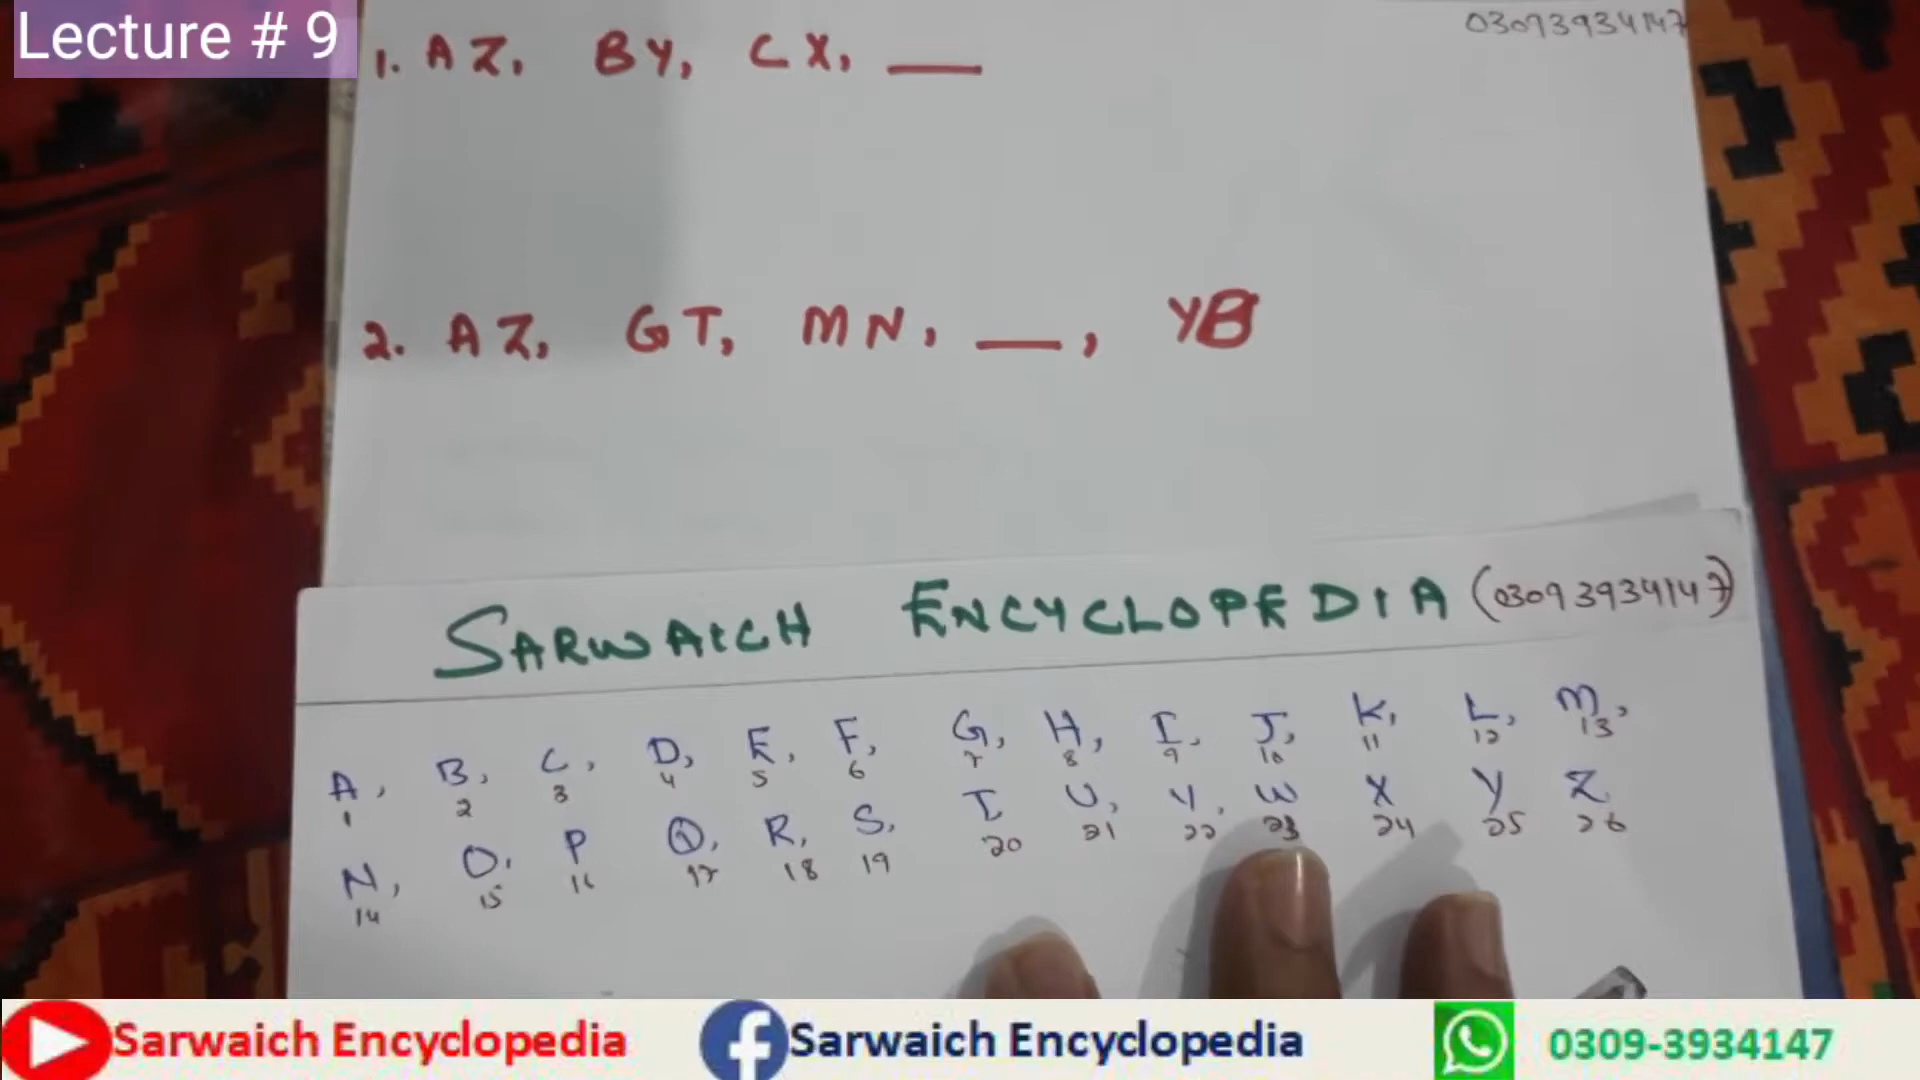 Lecture # 9
03093934147
1. AZ, BY, CX, __
2. AZ, GT, MN, __, YB
SARWAICH ENCYCLOPEDIA (03093934147)
A, B, C, D, E, F, G, H, I, J, K, L, M,
1 2 3 4 5 6 7 8 9 10 11 12 13
N, O, P Q, R, S, T U, V, W X Y Z
14 15 16 17 18 19 20 21 22 23 24 25 26
Sarwaich Encyclopedia Sarwaich Encyclopedia 0309-3934147